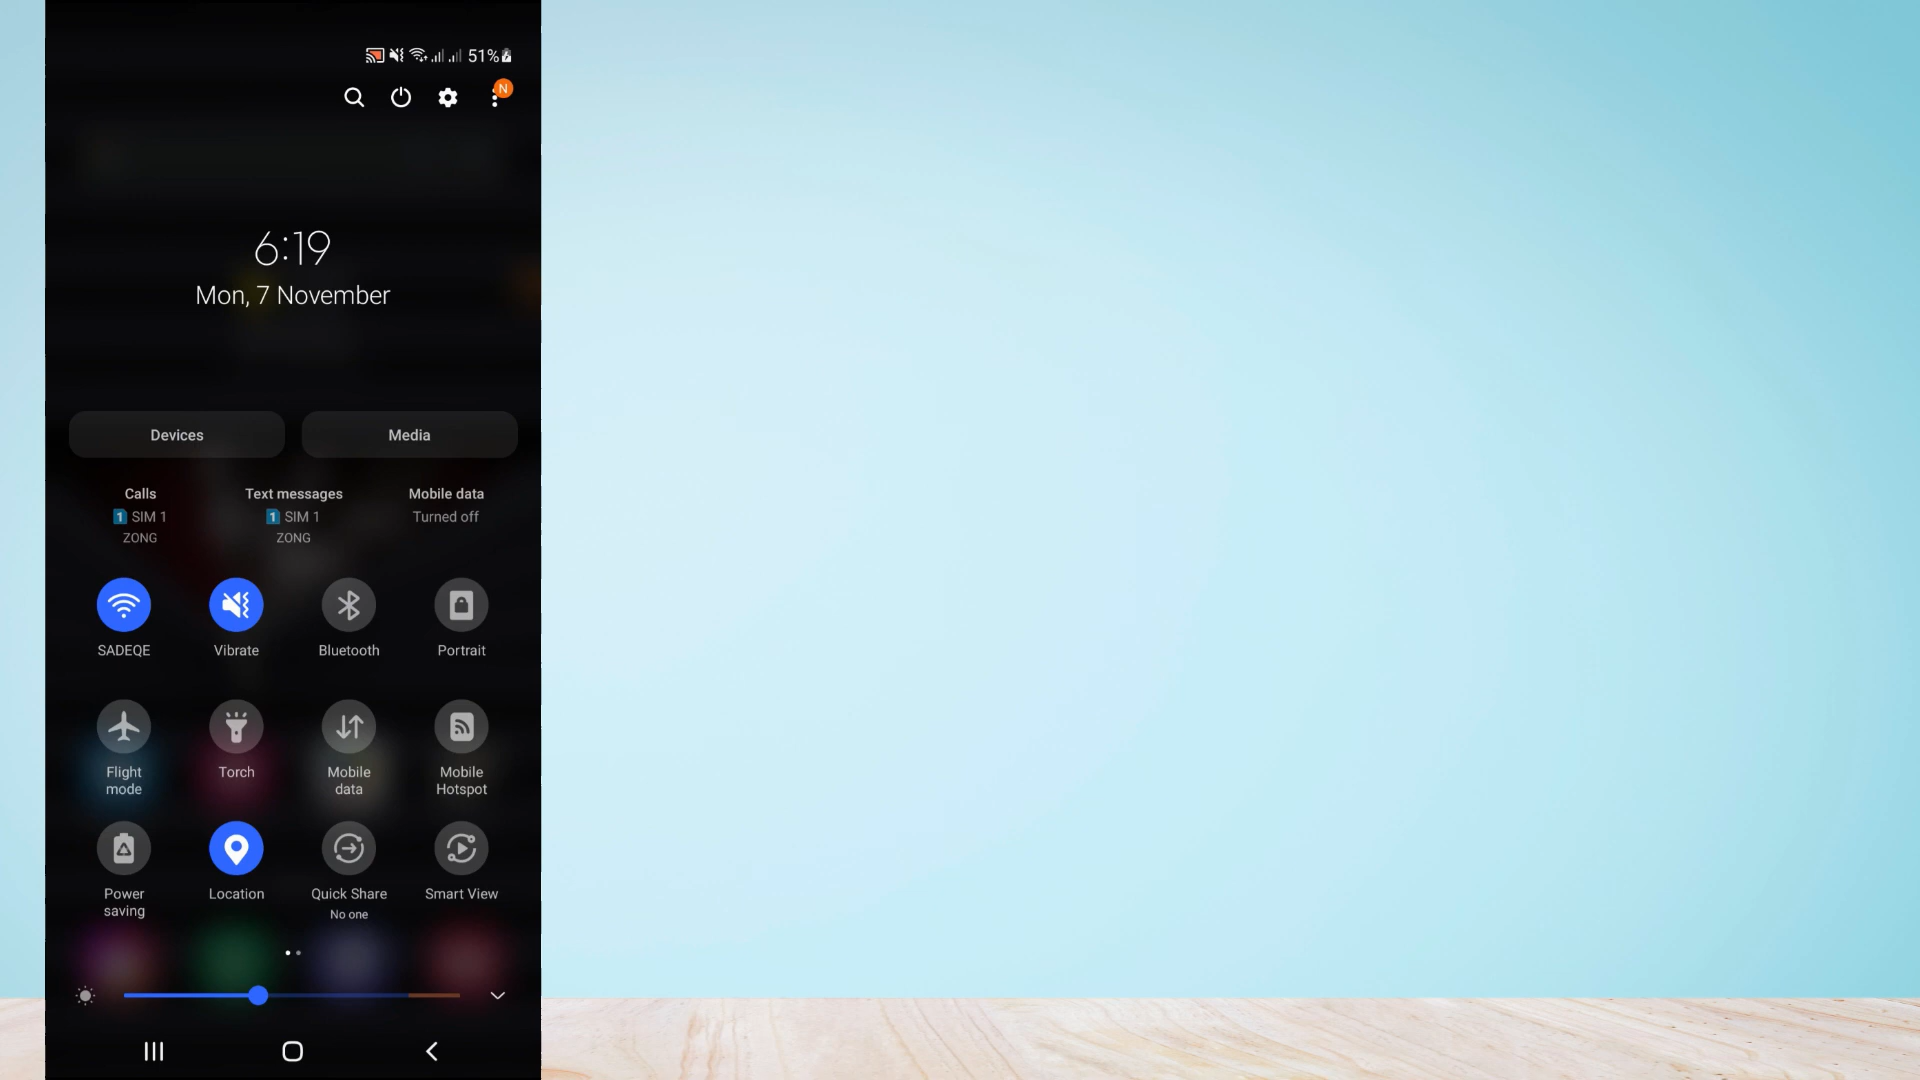 51%
N
6:19
Mon, 7 November
Devices
Media
Calls
1 SIM 1
ZONG
Text messages
1 SIM 1
ZONG
Mobile data
Turned off
SADEQE
Vibrate
Bluetooth
Portrait
Flight
mode
Torch
Mobile
data
Mobile
Hotspot
Power
saving
Location
Quick Share
No one
Smart View